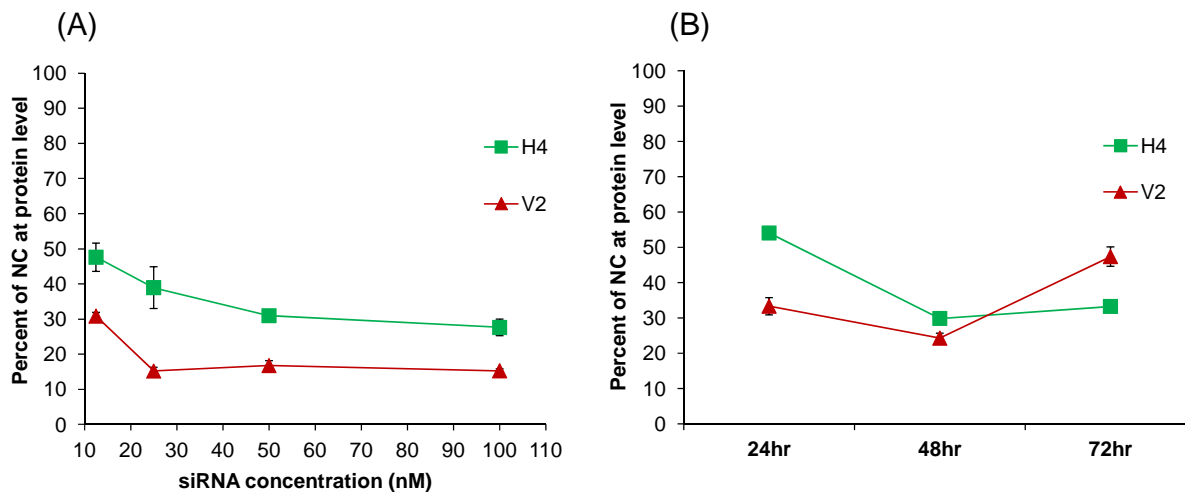 (A)
Percent of NC at protein level
100
90
80
70
60
50
40
30
20
10
0
10 20 30 40 50 60 70 80 90 100 110
siRNA concentration (nM)
H4
V2
(B)
Percent of NC at protein level
100
90
80
70
60
50
40
30
20
10
0
24hr 48hr 72hr
H4
V2